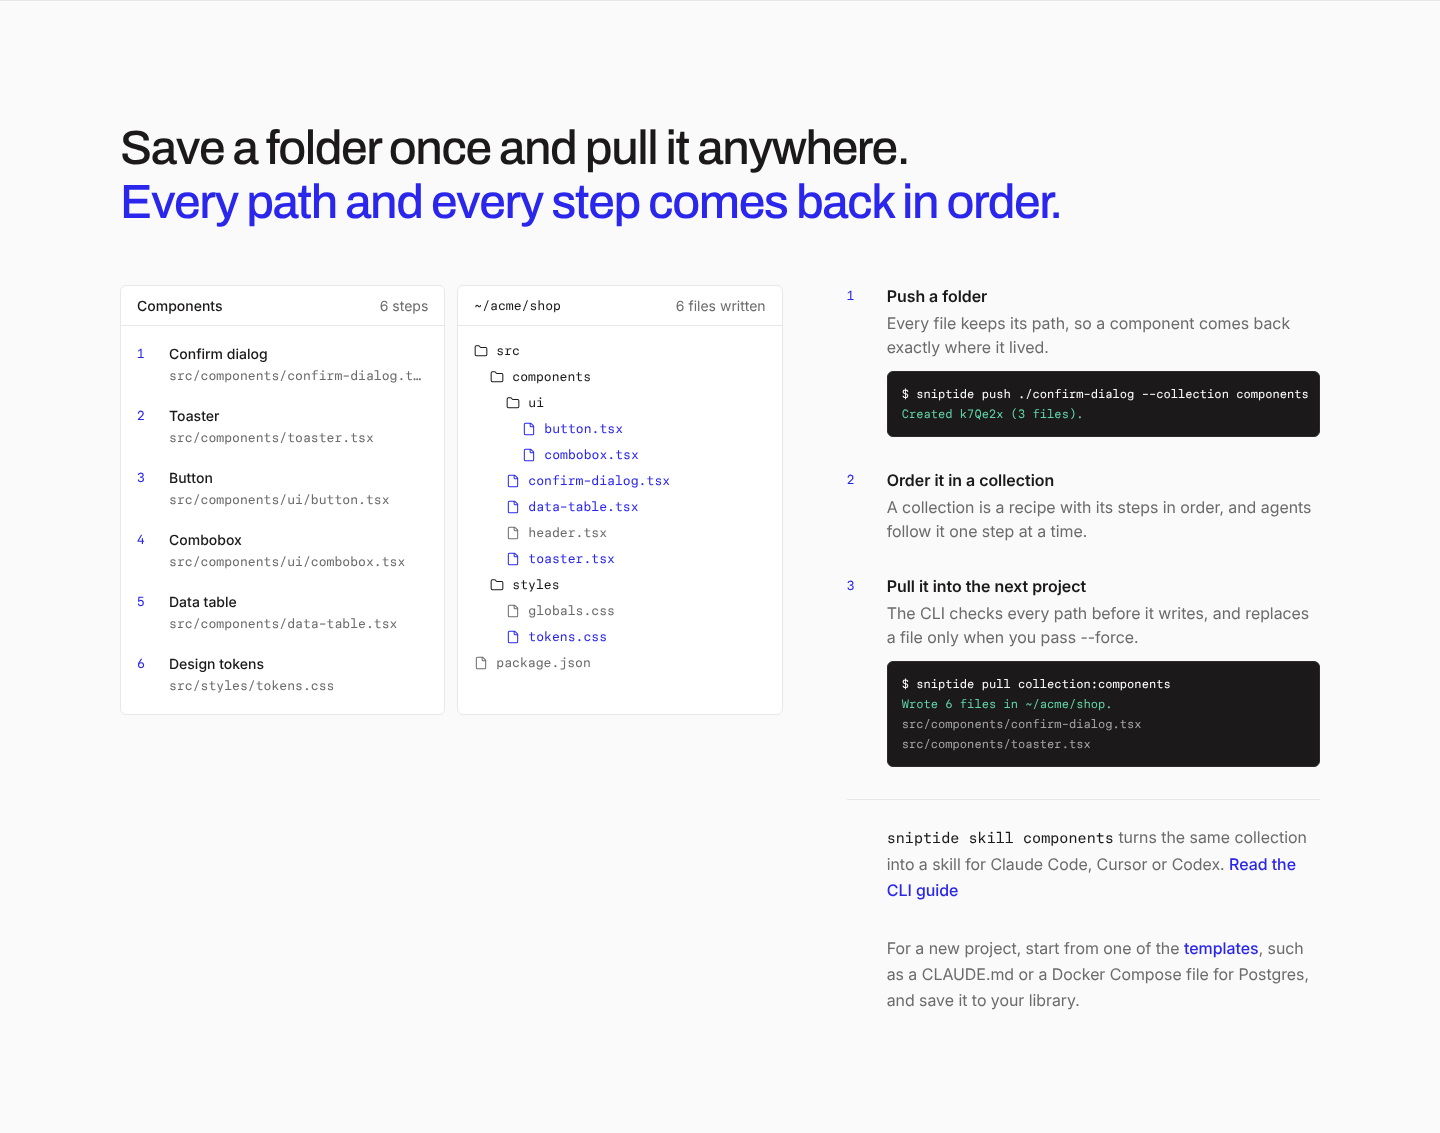 Save a folder once and pull it anywhere.
Every path and every step comes back in order.
Components
6 steps
1
Confirm dialog
src/components/confirm-dialog.t…
2
Toaster
src/components/toaster.tsx
3
Button
src/components/ui/button.tsx
4
Combobox
src/components/ui/combobox.tsx
5
Data table
src/components/data-table.tsx
6
Design tokens
src/styles/tokens.css
~/acme/shop
6 files written
src
components
ui
button.tsx
combobox.tsx
confirm-dialog.tsx
data-table.tsx
header.tsx
toaster.tsx
styles
globals.css
tokens.css
package.json
1
Push a folder
Every file keeps its path, so a component comes back
exactly where it lived.
$ sniptide push ./confirm-dialog --collection components
Created k7Qe2x (3 files).
2
Order it in a collection
A collection is a recipe with its steps in order, and agents
follow it one step at a time.
3
Pull it into the next project
The CLI checks every path before it writes, and replaces
a file only when you pass --force.
$ sniptide pull collection:components
Wrote 6 files in ~/acme/shop.
src/components/confirm-dialog.tsx
src/components/toaster.tsx
sniptide skill components turns the same collection
into a skill for Claude Code, Cursor or Codex. Read the
CLI guide
For a new project, start from one of the templates, such
as a CLAUDE.md or a Docker Compose file for Postgres,
and save it to your library.